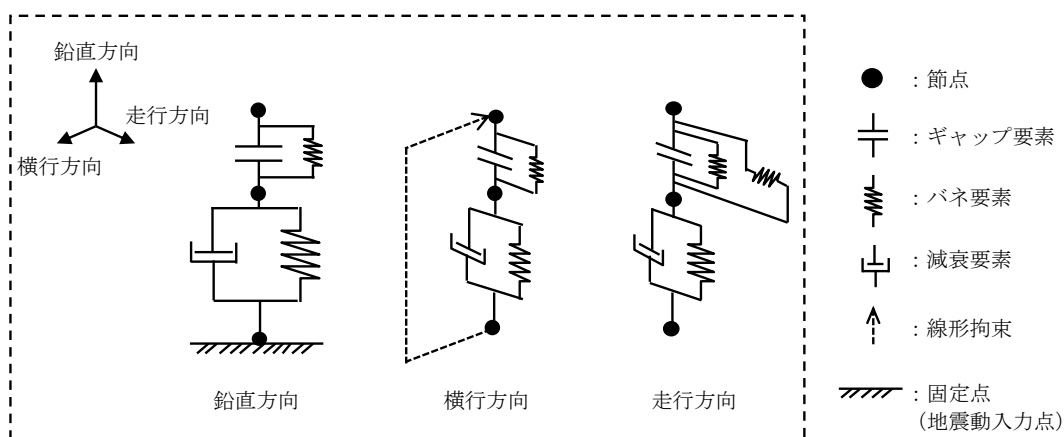 鉛直方向
走行方向
横行方向
鉛直方向
横行方向
走行方向
：節点
：ギャップ要素
：バネ要素
：減衰要素
：線形拘束
：固定点
（地震動入力点）